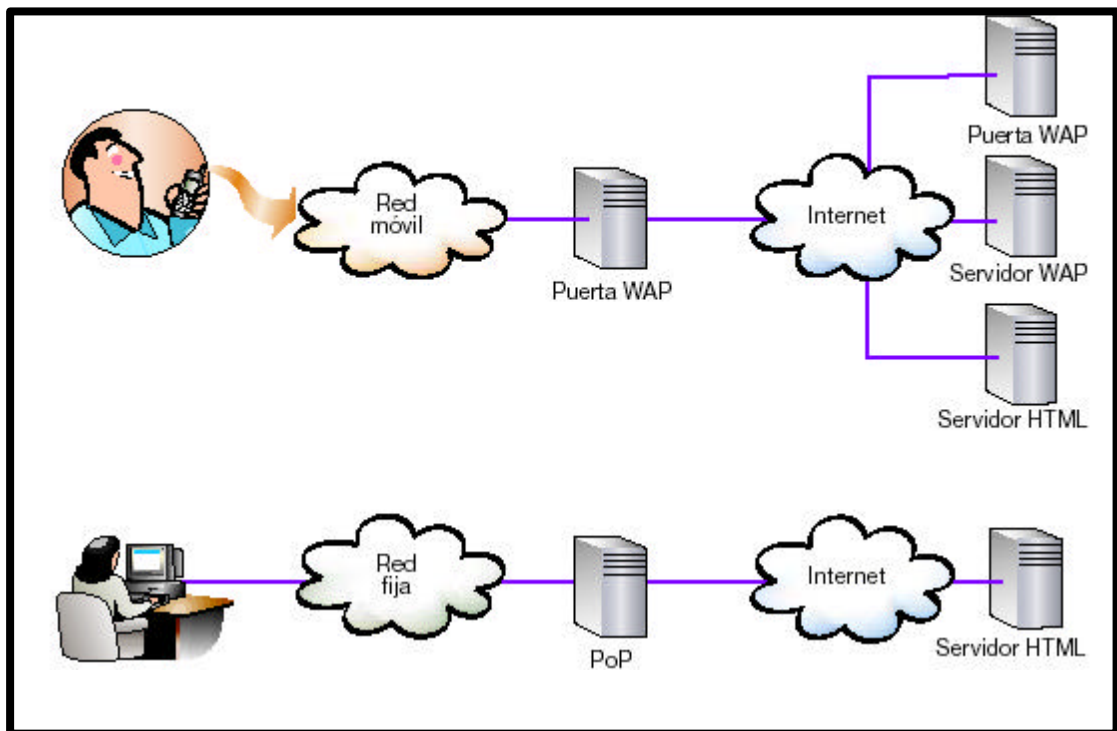 Puerta WAP
Red
móvil
Internet
Puerta WAP
Servidor WAP
Servidor HTML
Red
fija
Internet
PoP
Servidor HTML